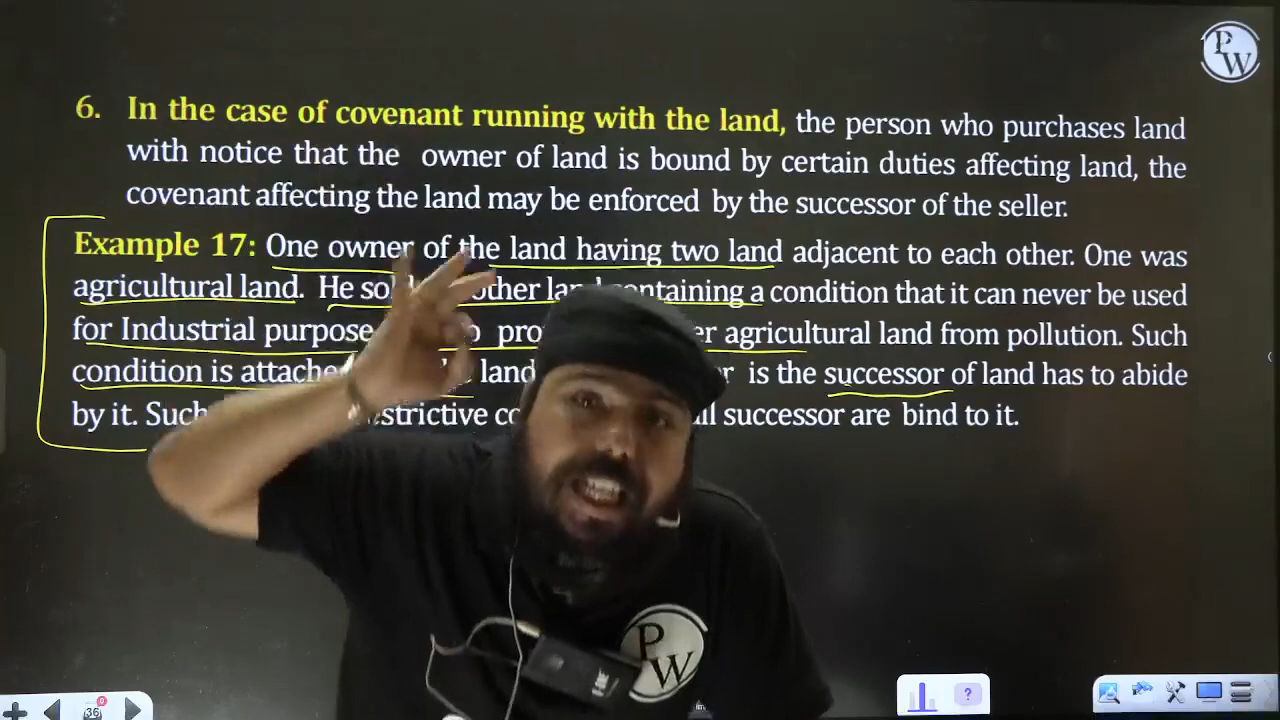 PW
6. In the case of covenant running with the land, the person who purchases land
with notice that the owner of land is bound by certain duties affecting land, the
covenant affecting the land may be enforced by the successor of the seller.
Example 17: One owner of the land having two land adjacent to each other. One was
agricultural land. He other containing a condition that it can never be used
for Industrial purpose agricultural land from pollution. Such
condition is land is the successor of land has to abide
by it. successor are bind to it.
PW
36
?